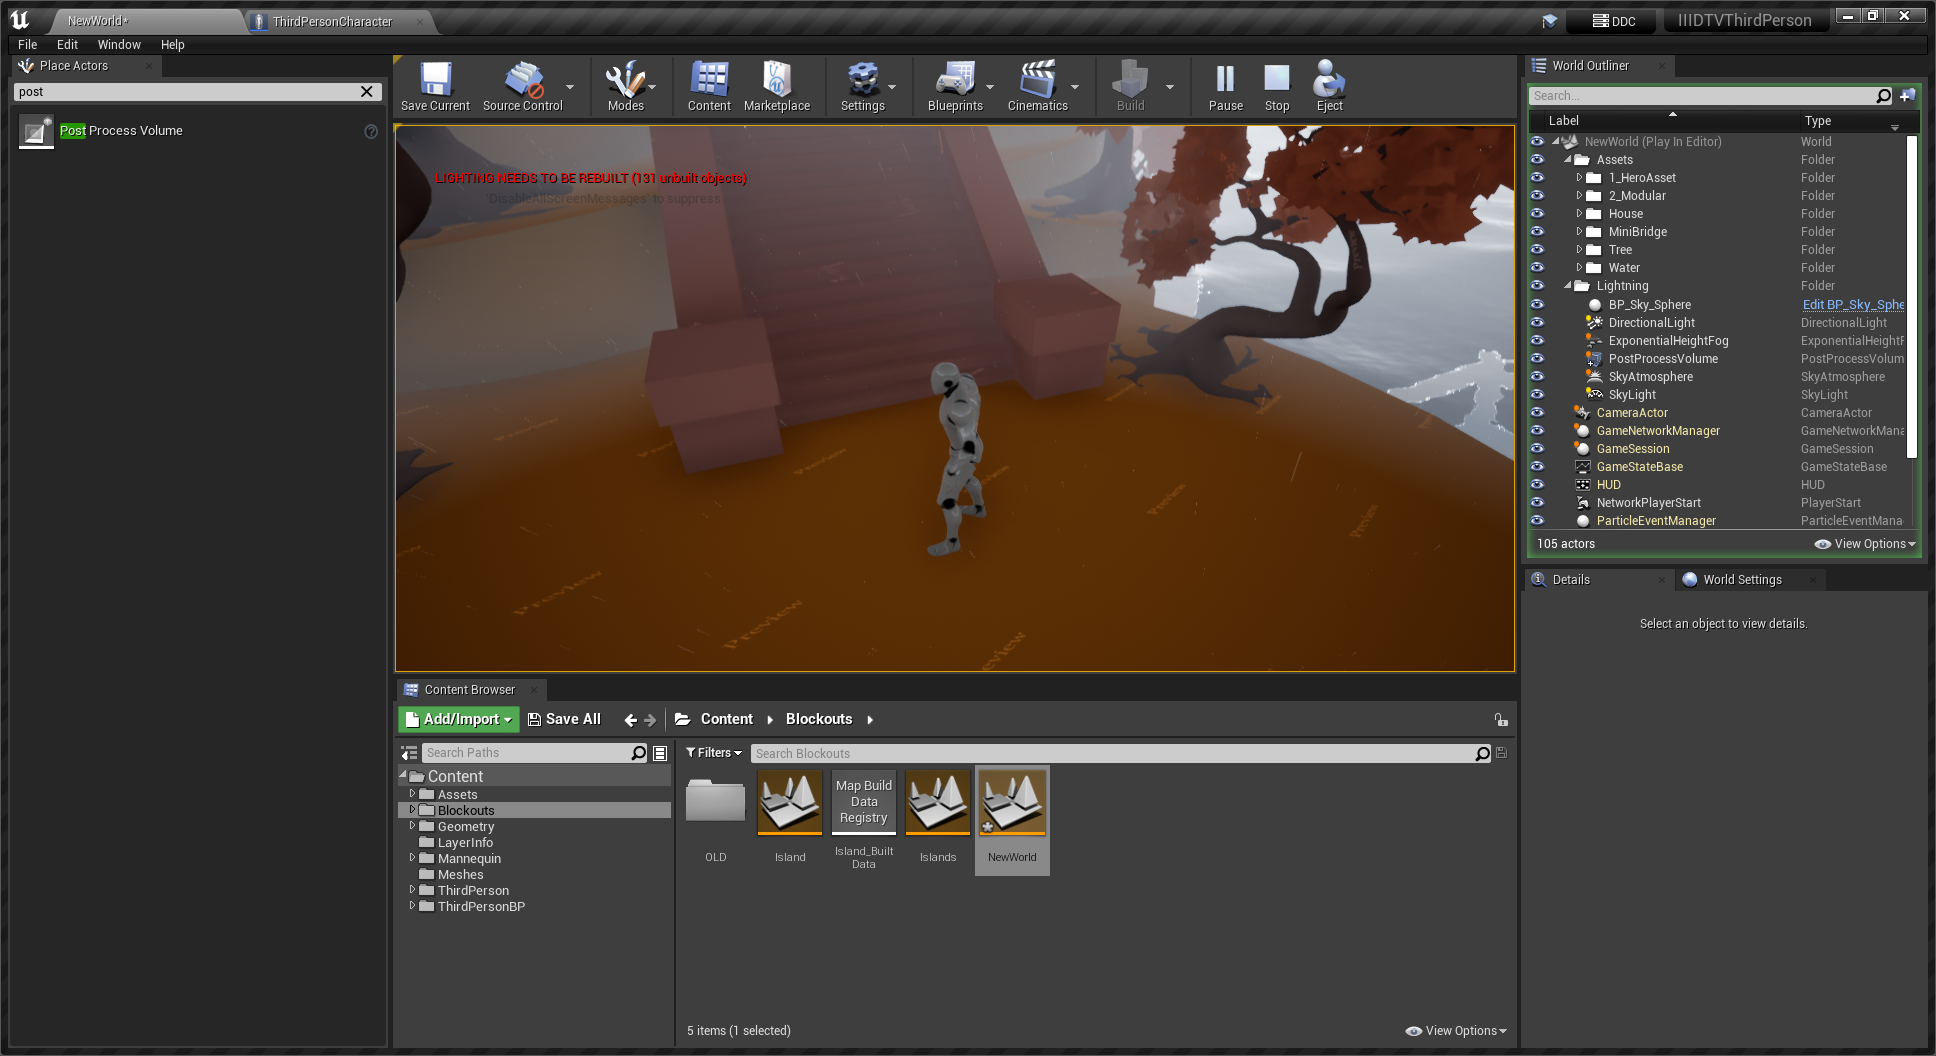 NewWorld*
ThirdPersonCharacter
DDC
IIIDTVThirdPerson
File Edit Window Help
Place Actors
post
Post Process Volume
Save Current
Source Control
Modes
Content
Marketplace
Settings
Blueprints
Cinematics
Build
Pause
Stop
Eject
LIGHTING NEEDS TO BE REBUILT (131 unbuilt objects)
'DisableAllScreenMessages' to suppress
Preview
Preview
Preview
World Outliner
Search...
Label Type
NewWorld (Play In Editor) World
Assets Folder
1_HeroAsset Folder
2_Modular Folder
House Folder
MiniBridge Folder
Tree Folder
Water Folder
Lightning Folder
BP_Sky_Sphere Edit BP_Sky_Sphe
DirectionalLight DirectionalLight
ExponentialHeightFog ExponentialHeightF
PostProcessVolume PostProcessVolum
SkyAtmosphere SkyAtmosphere
SkyLight SkyLight
CameraActor CameraActor
GameNetworkManager GameNetworkMana
GameSession GameSession
GameStateBase GameStateBase
HUD HUD
NetworkPlayerStart PlayerStart
ParticleEventManager ParticleEventMana
105 actors View Options
Details
World Settings
Select an object to view details.
Content Browser
Add/Import
Save All
Content
Blockouts
Search Paths
Filters
Search Blockouts
Content
Assets
Blockouts
Geometry
LayerInfo
Mannequin
Meshes
ThirdPerson
ThirdPersonBP
Map Build
Data
Registry
OLD
Island
Island_Built
Data
Islands
NewWorld
5 items (1 selected)
View Options